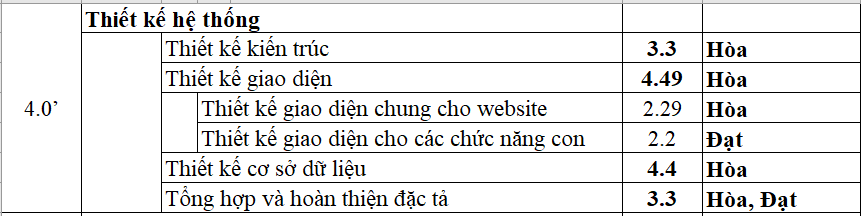 Thiết kế hệ thống
Thiết kế kiến trúc 3.3 Hòa
Thiết kế giao diện 4.49 Hòa
4.0’ Thiết kế giao diện chung cho website 2.29 Hòa
Thiết kế giao diện cho các chức năng con 2.2 Đạt
Thiết kế cơ sở dữ liệu 4.4 Hòa
Tổng hợp và hoàn thiện đặc tả 3.3 Hòa, Đạt